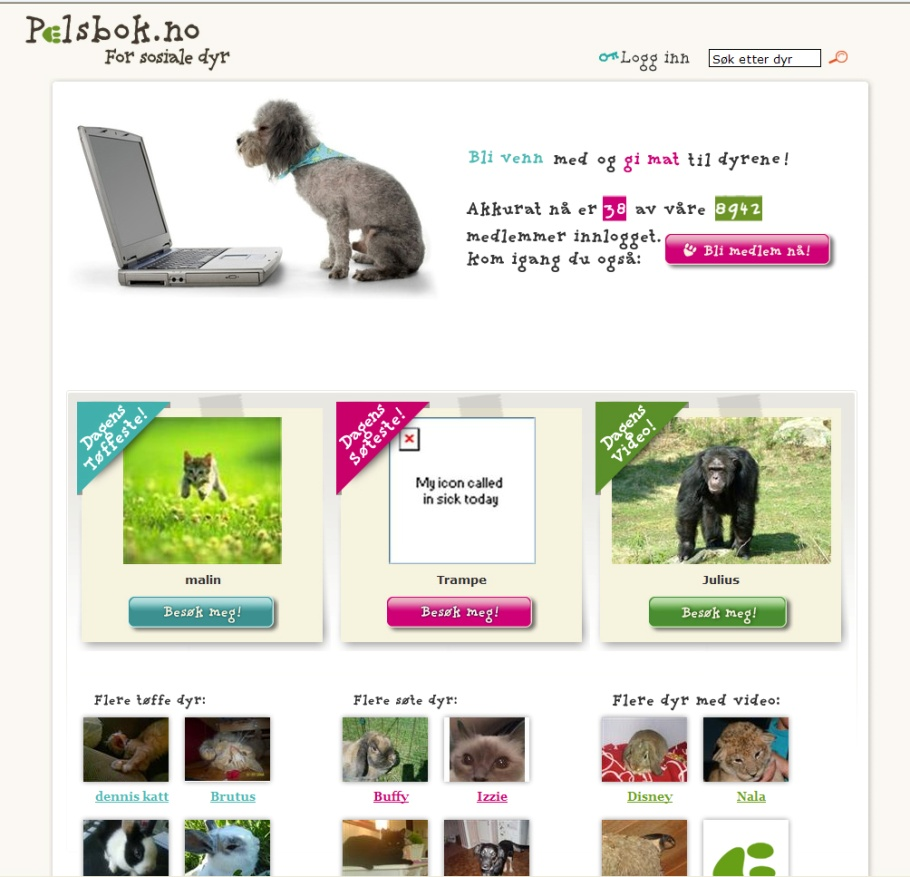 Pelsbok.no
For sosiale dyr
Logg inn
Søk etter dyr
Bli venn med og gi mat til dyrene!
Akkurat nå er 38 av våre 8942
medlemmer innlogget.
Kom igang du også:
Bli medlem nå!
Dagens
Tøffeste!
Dagens
Søteste!
Dagens
Video!
My icon called
in sick today
malin
Trampe
Julius
Besøk meg!
Besøk meg!
Besøk meg!
Flere tøffe dyr:
Flere søte dyr:
Flere dyr med video:
dennis katt
Brutus
Buffy
Izzie
Disney
Nala